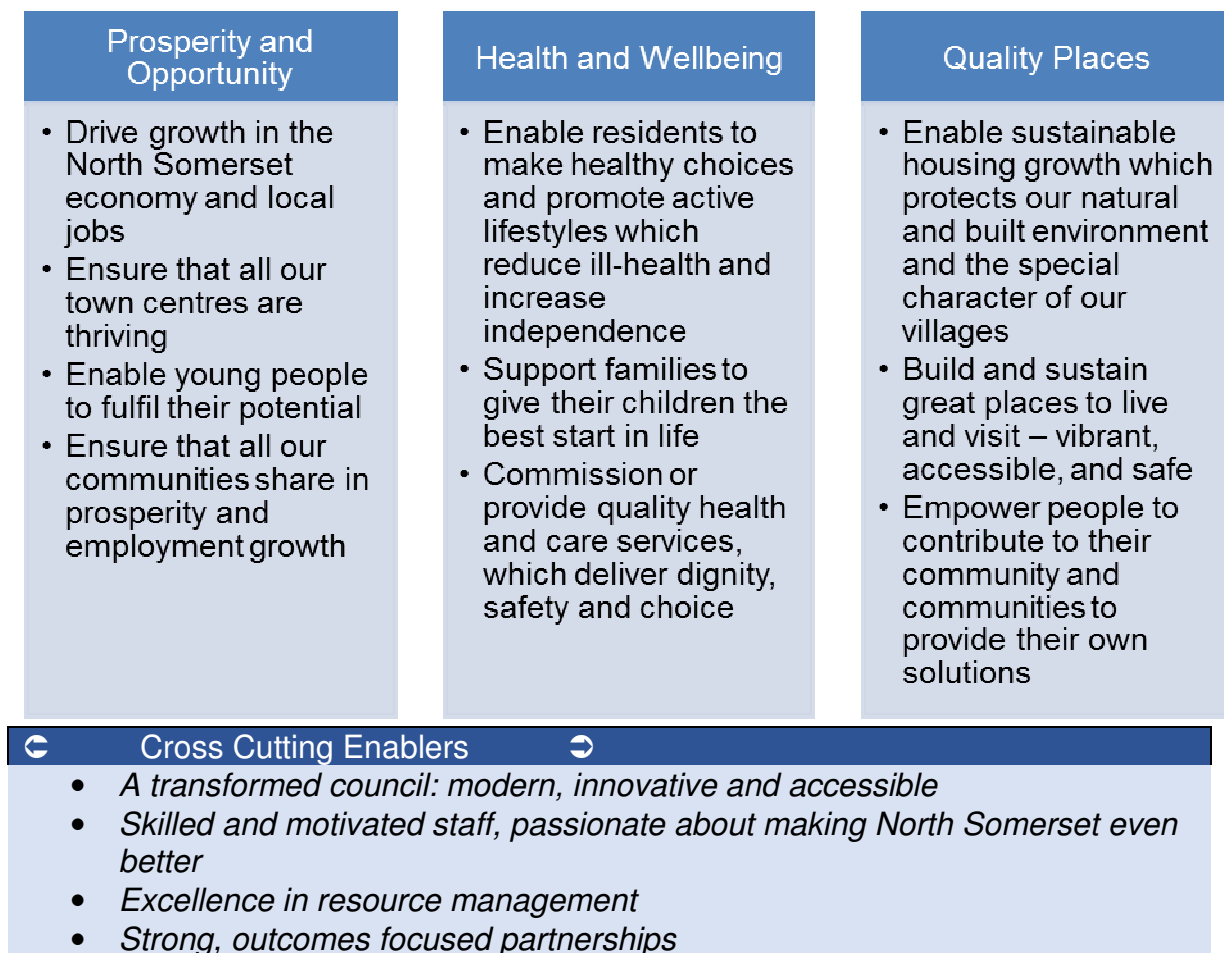 Prosperity and
Opportunity
• Drive growth in the
North Somerset
economy and local
jobs
• Ensure that all our
town centres are
thriving
• Enable young people
to fulfil their potential
• Ensure that all our
communities share in
prosperity and
employment growth
Health and Wellbeing
• Enable residents to
make healthy choices
and promote active
lifestyles which
reduce ill-health and
increase
independence
• Support families to
give their children the
best start in life
• Commission or
provide quality health
and care services,
which deliver dignity,
safety and choice
Quality Places
• Enable sustainable
housing growth which
protects our natural
and built environment
and the special
character of our
villages
• Build and sustain
great places to live
and visit – vibrant,
accessible, and safe
• Empower people to
contribute to their
community and
communities to
provide their own
solutions
Cross Cutting Enablers
• A transformed council: modern, innovative and accessible
• Skilled and motivated staff, passionate about making North Somerset even
better
• Excellence in resource management
• Strong, outcomes focused partnerships